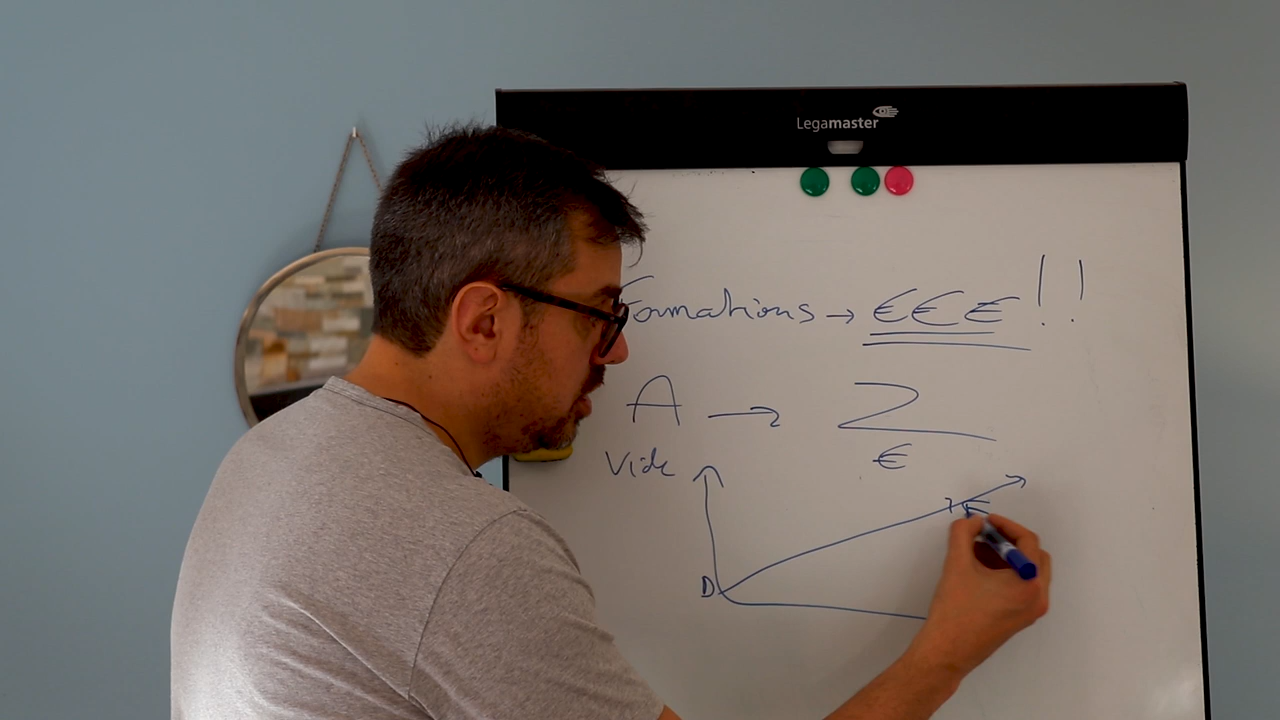 Legamaster
Formations → €€€ !!
A → Z
Vide €
D